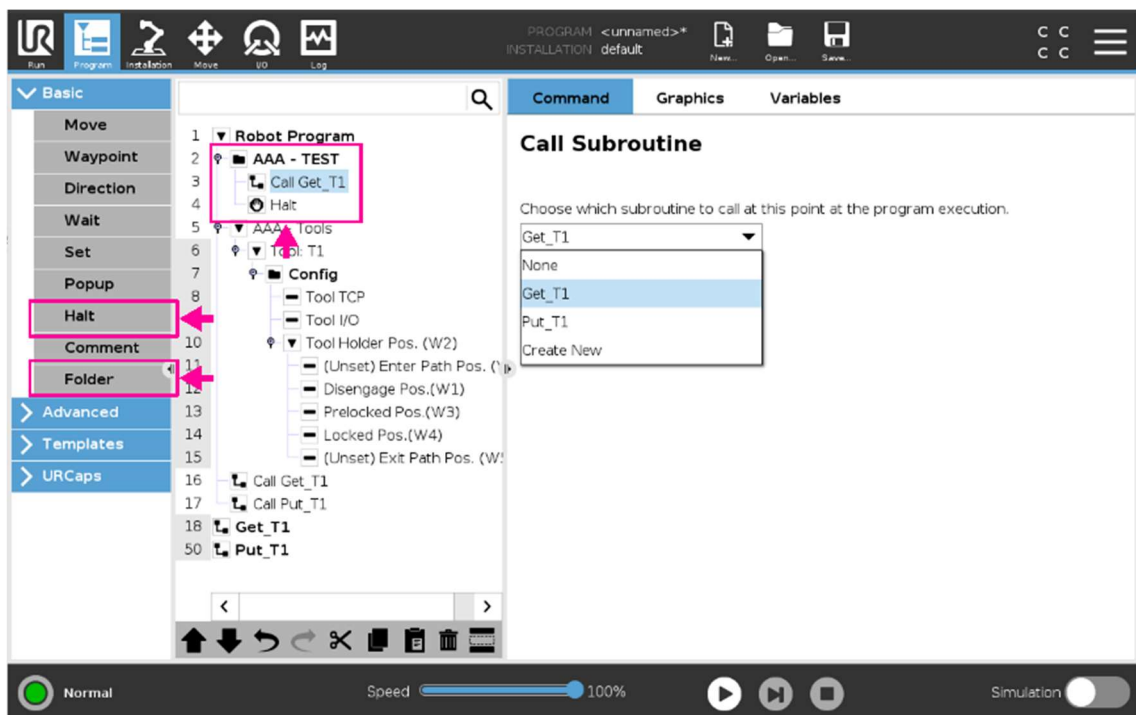 UR
PROGRAM <unnamed>*
INSTALLATION default
Run Program Installation Move I/O Log New... Open... Save...
C C
C C
Basic
Move
Waypoint
Direction
Wait
Set
Popup
Halt
Comment
Folder
Advanced
Templates
URCaps
1 Robot Program
2 AAA - TEST
3 Call Get_T1
4 Halt
5 AAA - Tools
6 Tool: T1
7 Config
8 Tool TCP
Tool I/O
10 Tool Holder Pos. (W2)
11 (Unset) Enter Path Pos. (
12 Disengage Pos.(W1)
13 Prelocked Pos.(W3)
14 Locked Pos.(W4)
15 (Unset) Exit Path Pos. (W
16 Call Get_T1
17 Call Put_T1
18 Get_T1
50 Put_T1
Command Graphics Variables
Call Subroutine
Choose which subroutine to call at this point at the program execution.
Get_T1
None
Get_T1
Put_T1
Create New
Normal
Speed 100%
Simulation